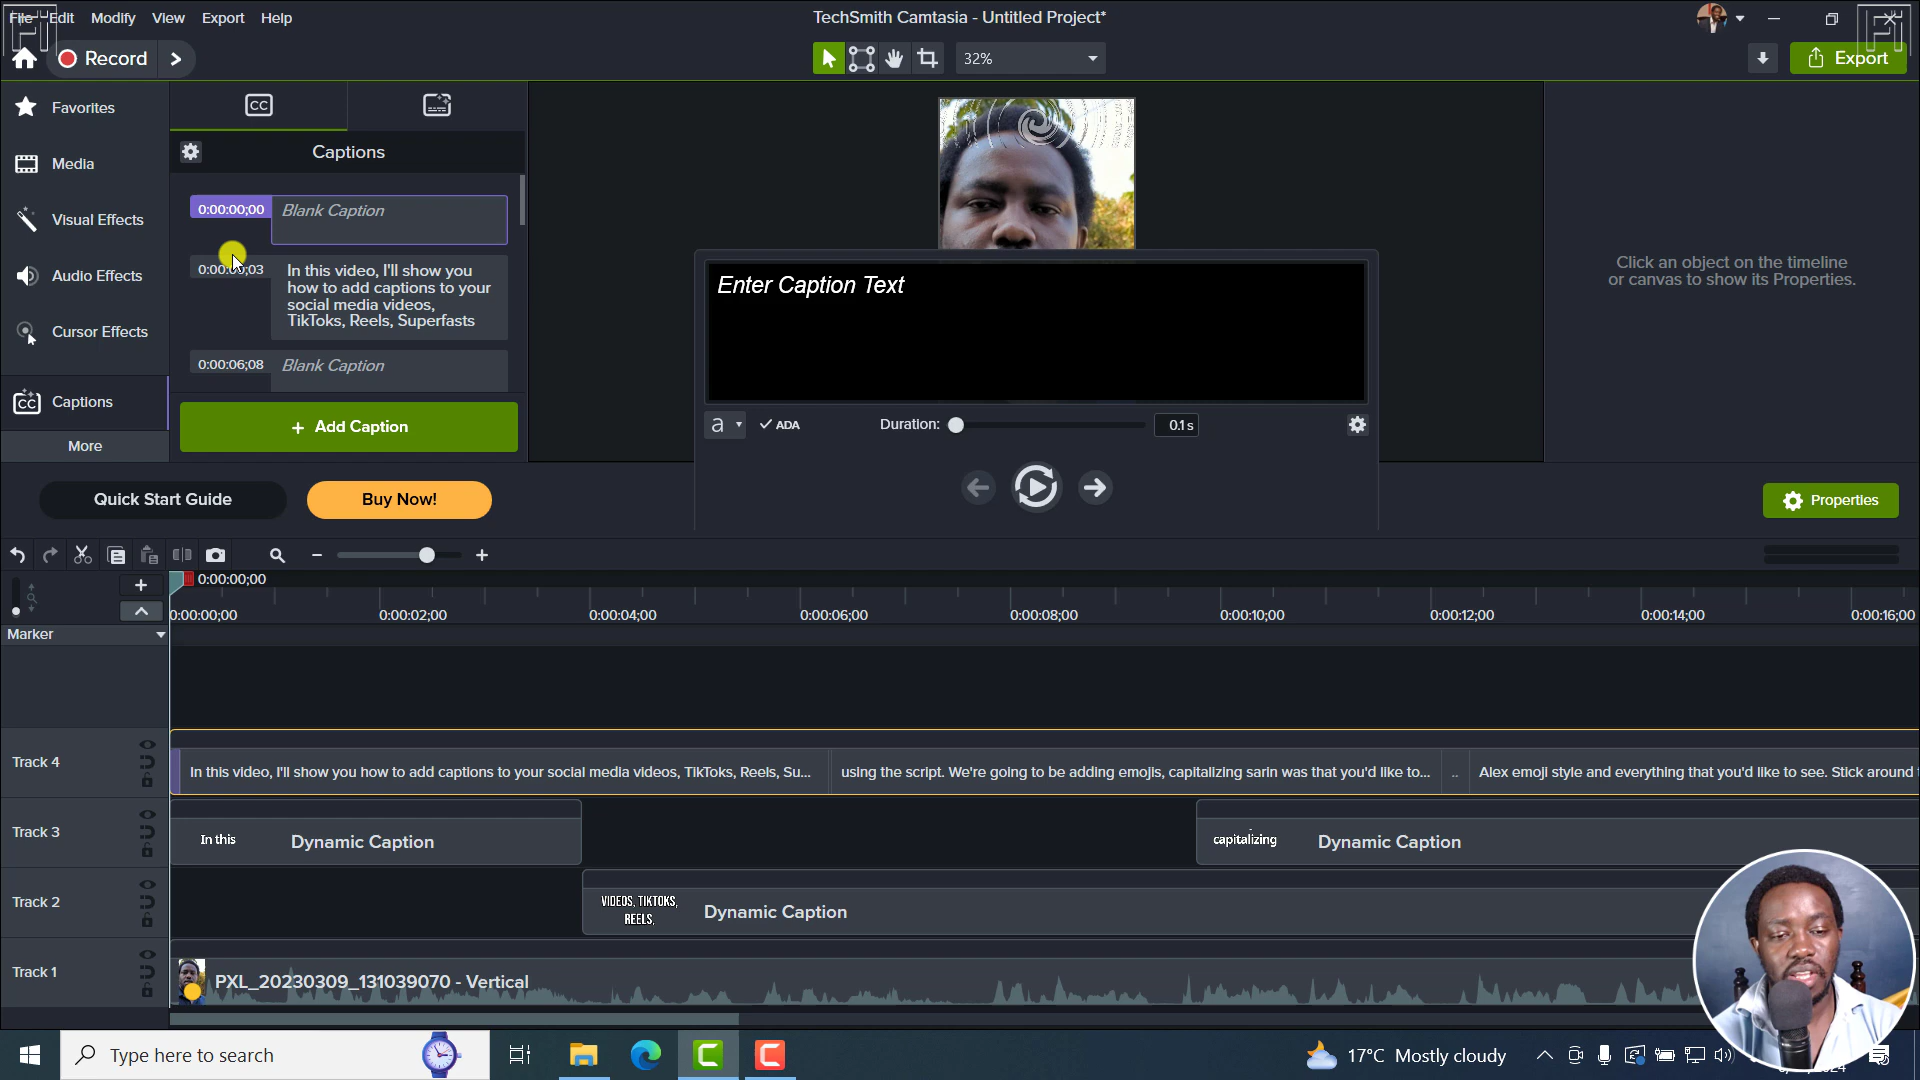 File Edit Modify View Export Help
TechSmith Camtasia - Untitled Project*
Record
32%
Export
Favorites
Media
Visual Effects
Audio Effects
Cursor Effects
CC Captions
More
CC
Captions
0:00:00;00 Blank Caption
In this video, I'll show you
how to add captions to your
social media videos,
TikToks, Reels, Superfasts
0:00:06;08 Blank Caption
+ Add Caption
Enter Caption Text
a ADA Duration: 0.1s
Click an object on the timeline
or canvas to show its Properties.
Quick Start Guide
Buy Now!
Properties
0:00:00;00
0:00:00;00 0:00:02;00 0:00:04;00 0:00:06;00 0:00:08;00 0:00:10;00 0:00:12;00 0:00:14;00 0:00:16;00
Marker
Track 4
In this video, I'll show you how to add captions to your social media videos, TikToks, Reels, Su...
using the script. We're going to be adding emojis, capitalizing sarin was that you'd like to...
..
Alex emoji style and everything that you'd like to see. Stick around
Track 3
In this Dynamic Caption
capitalizing Dynamic Caption
Track 2
VIDEOS, TIKTOKS,
REELS,
Dynamic Caption
Track 1
PXL_20230309_131039070 - Vertical
Type here to search
17°C Mostly cloudy